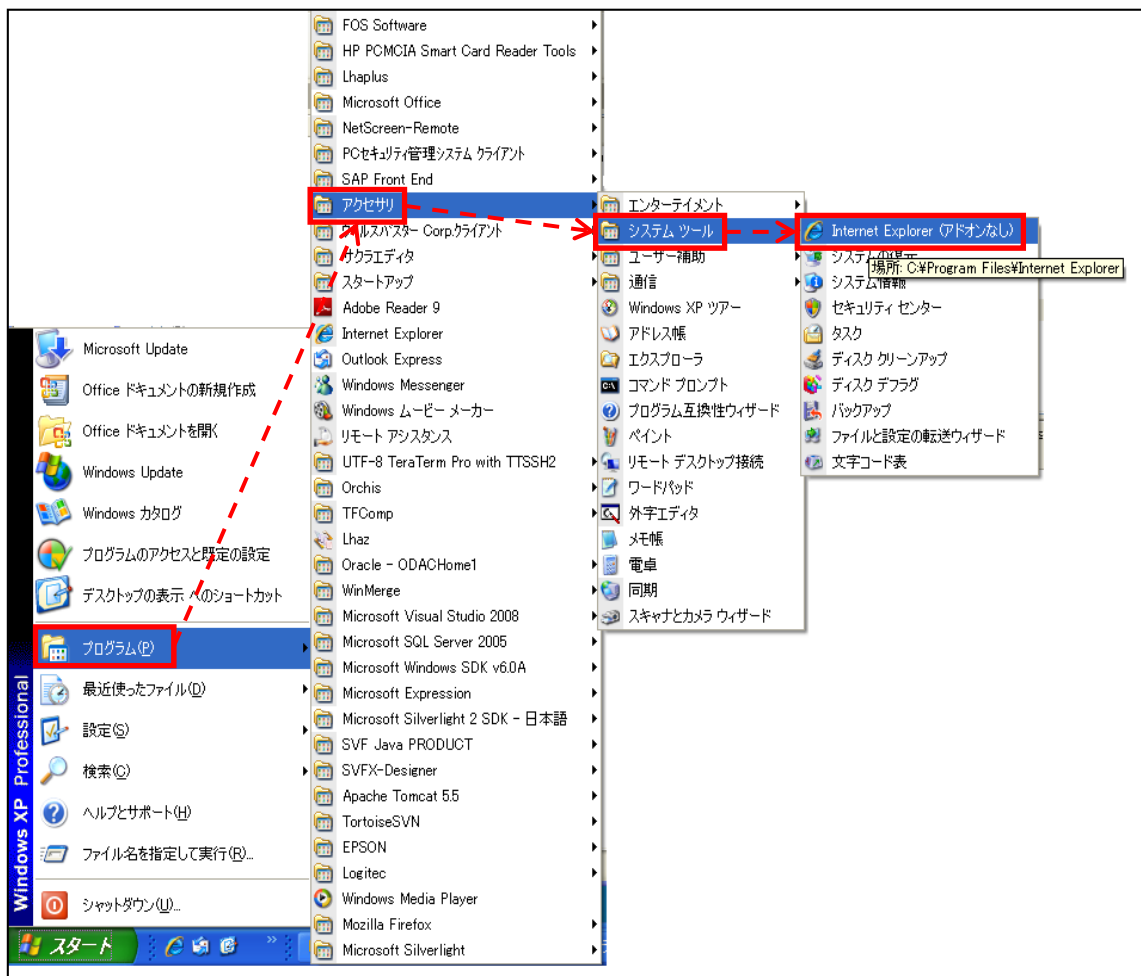 FOS Software
HP PCMCIA Smart Card Reader Tools
Lhaplus
Microsoft Office
NetScreen-Remote
PCセキュリティ管理システム クライアント
SAP Front End
アクセサリ
ウイルスバスター Corp.クライアント
サクラエディタ
スタートアップ
Adobe Reader 9
Internet Explorer
Outlook Express
Windows Messenger
Windows ムービー メーカー
リモート アシスタンス
UTF-8 TeraTerm Pro with TTSSH2
Orchis
TFComp
Lhaz
Oracle - ODACHome1
WinMerge
Microsoft Visual Studio 2008
Microsoft SQL Server 2005
Microsoft Windows SDK v6.0A
Microsoft Expression
Microsoft Silverlight 2 SDK - 日本語
SVF Java PRODUCT
SVFX-Designer
Apache Tomcat 5.5
TortoiseSVN
EPSON
Logitec
Windows Media Player
Mozilla Firefox
Microsoft Silverlight
エンターテイメント
システム ツール
ユーザー補助
通信
Windows XP ツアー
アドレス帳
エクスプローラ
コマンド プロンプト
プログラム互換性ウィザード
ペイント
リモート デスクトップ接続
ワードパッド
外字エディタ
メモ帳
電卓
同期
スキャナとカメラ ウィザード
Internet Explorer (アドオンなし)
システムの復元
場所: C:¥Program Files¥Internet Explorer
システム情報
セキュリティ センター
タスク
ディスク クリーンアップ
ディスク デフラグ
バックアップ
ファイルと設定の転送ウィザード
文字コード表
Microsoft Update
Office ドキュメントの新規作成
Office ドキュメントを開く
Windows Update
Windows カタログ
プログラムのアクセスと既定の設定
デスクトップの表示 へのショートカット
プログラム(P)
最近使ったファイル(D)
設定(S)
検索(C)
ヘルプとサポート(H)
ファイル名を指定して実行(R)...
シャットダウン(U)...
Windows XP Professional
スタート